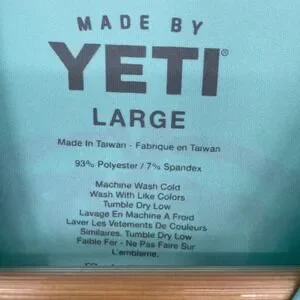 MADE BY
YETI®
LARGE
Made In Taiwan - Fabrique en Taiwan
93% Polyester / 7% Spandex
Machine Wash Cold
Wash With Like Colors
Tumble Dry Low
Lavage En Machine A Froid
Laver Les Vetements De Couleurs
Similaires. Tumble Dry Low
Faible Fer - Ne Pas Faire Sur
L'embleme.